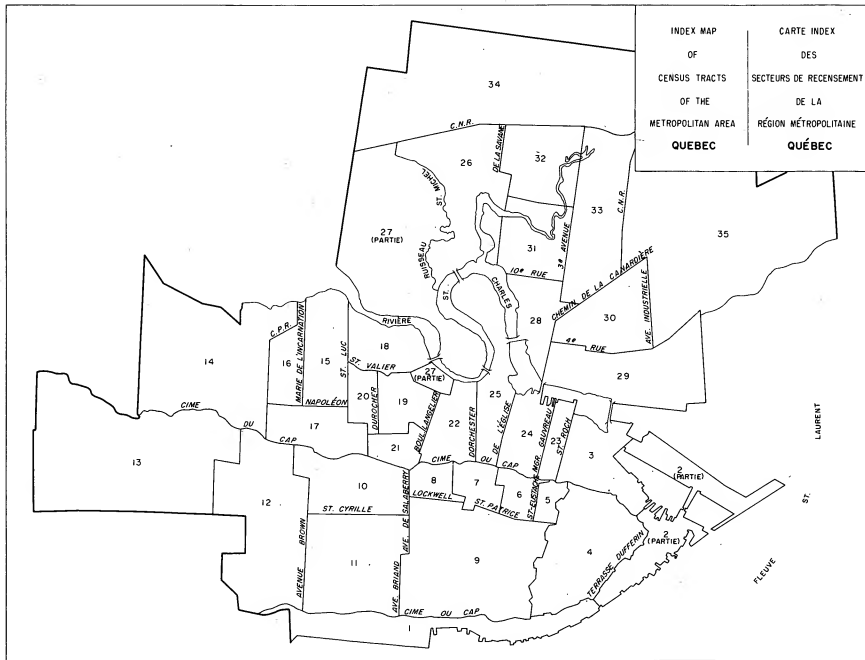 INDEX MAP
OF
CENSUS TRACTS
OF THE
METROPOLITAN AREA
QUEBEC
CARTE INDEX
DES
SECTEURS DE RECENSEMENT
DE LA
RÉGION MÉTROPOLITAINE
QUÉBEC
34
C.N.R.
DE LA SAVANE
32
26
ST. MICHEL
RUISSEAU
27
(PARTIE)
33
C.N.R.
35
31
3e AVENUE
10e RUE
CHEMIN DE LA CANARDIÈRE
ST. CHARLES
RIVIÈRE
28
30
AVE. INDUSTRIELLE
4e RUE
29
14
C.P.R.
16
MARIE DE L'INCARNATION
15
ST. LUC
18
ST. VALIER
27
(PARTIE)
20
DUROCHER
19
BOUL. LANGELIER
NAPOLÉON
17
21
22
DORCHESTER
25
DE L'ÉGLISE
24
MGR. GAUVREAU
23
ST. ROCH
3
2
(PARTIE)
CIME DU CAP
13
12
10
8
7
6
5
ST-EUSTACHE
LOCKWELL
ST. PATRICE
CIME OU CAP
AVE. DE SALABERRY
ST. CYRILLE
AVENUE BROWN
11
AVE. BRIAND
9
4
TERRASSE DUFFERIN
2
(PARTIE)
CIME OU CAP
1
FLEUVE ST. LAURENT